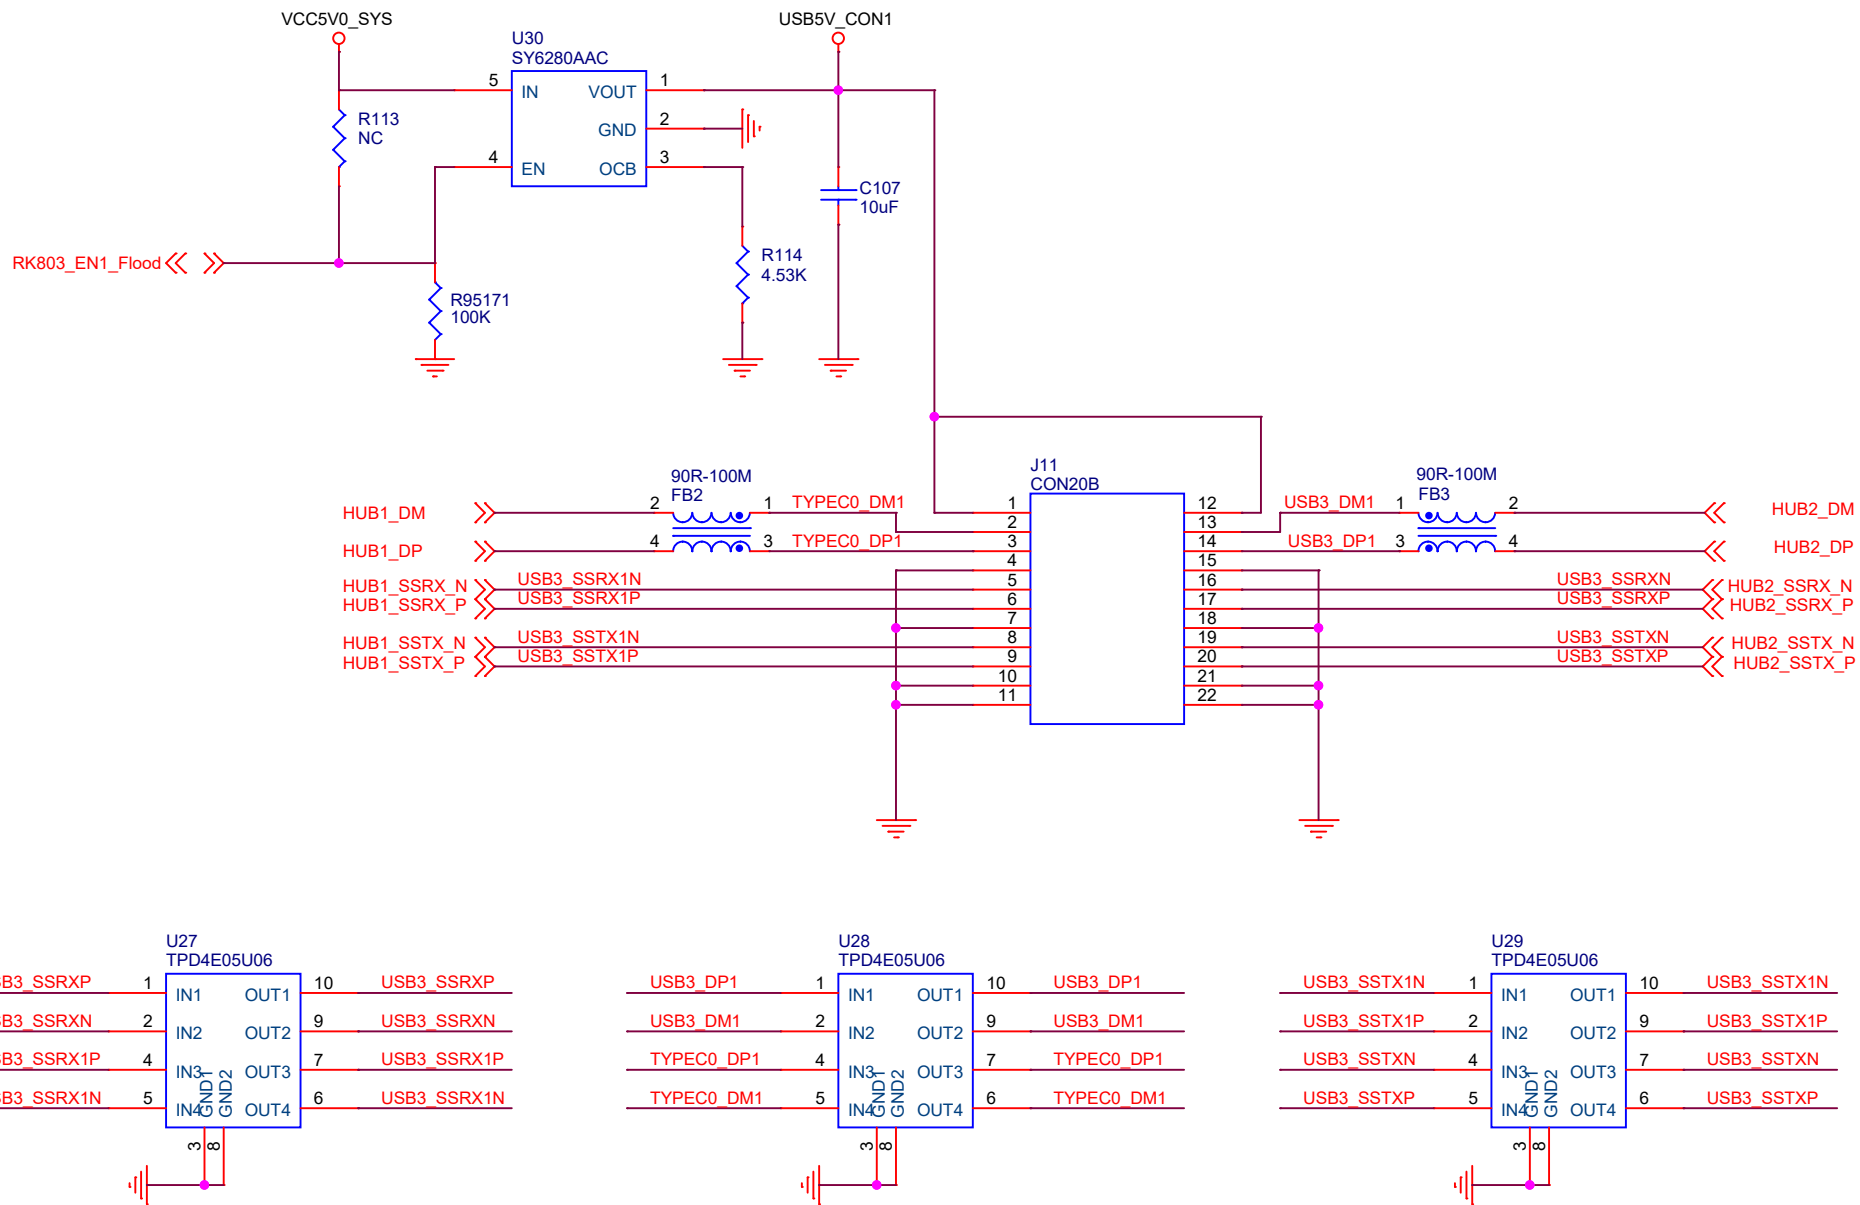 VCC5V0_SYS
USB5V_CON1
U30
SY6280AAC
5 IN VOUT 1
GND 2
4 EN OCB 3
R113
NC
C107
10uF
RK803_EN1_Flood
R95171
100K
R114
4.53K
J11
CON20B
90R-100M
FB2
90R-100M
FB3
HUB1_DM 2 1 TYPEC0_DM1
HUB1_DP 4 3 TYPEC0_DP1
HUB1_SSRX_N USB3_SSRX1N
HUB1_SSRX_P USB3_SSRX1P
HUB1_SSTX_N USB3_SSTX1N
HUB1_SSTX_P USB3_SSTX1P
1 12
2 13
3 14
4 15
5 16
6 17
7 18
8 19
9 20
10 21
11 22
USB3_DM1 1 2 HUB2_DM
USB3_DP1 3 4 HUB2_DP
USB3_SSRXN HUB2_SSRX_N
USB3_SSRXP HUB2_SSRX_P
USB3_SSTXN HUB2_SSTX_N
USB3_SSTXP HUB2_SSTX_P
U27
TPD4E05U06
B3_SSRXP 1 IN1 OUT1 10 USB3_SSRXP
B3_SSRXN 2 IN2 OUT2 9 USB3_SSRXN
B3_SSRX1P 4 IN3 OUT3 7 USB3_SSRX1P
B3_SSRX1N 5 IN4 OUT4 6 USB3_SSRX1N
GND1 GND2
3 8
U28
TPD4E05U06
USB3_DP1 1 IN1 OUT1 10 USB3_DP1
USB3_DM1 2 IN2 OUT2 9 USB3_DM1
TYPEC0_DP1 4 IN3 OUT3 7 TYPEC0_DP1
TYPEC0_DM1 5 IN4 OUT4 6 TYPEC0_DM1
GND1 GND2
3 8
U29
TPD4E05U06
USB3_SSTX1N 1 IN1 OUT1 10 USB3_SSTX1N
USB3_SSTX1P 2 IN2 OUT2 9 USB3_SSTX1P
USB3_SSTXN 4 IN3 OUT3 7 USB3_SSTXN
USB3_SSTXP 5 IN4 OUT4 6 USB3_SSTXP
GND1 GND2
3 8